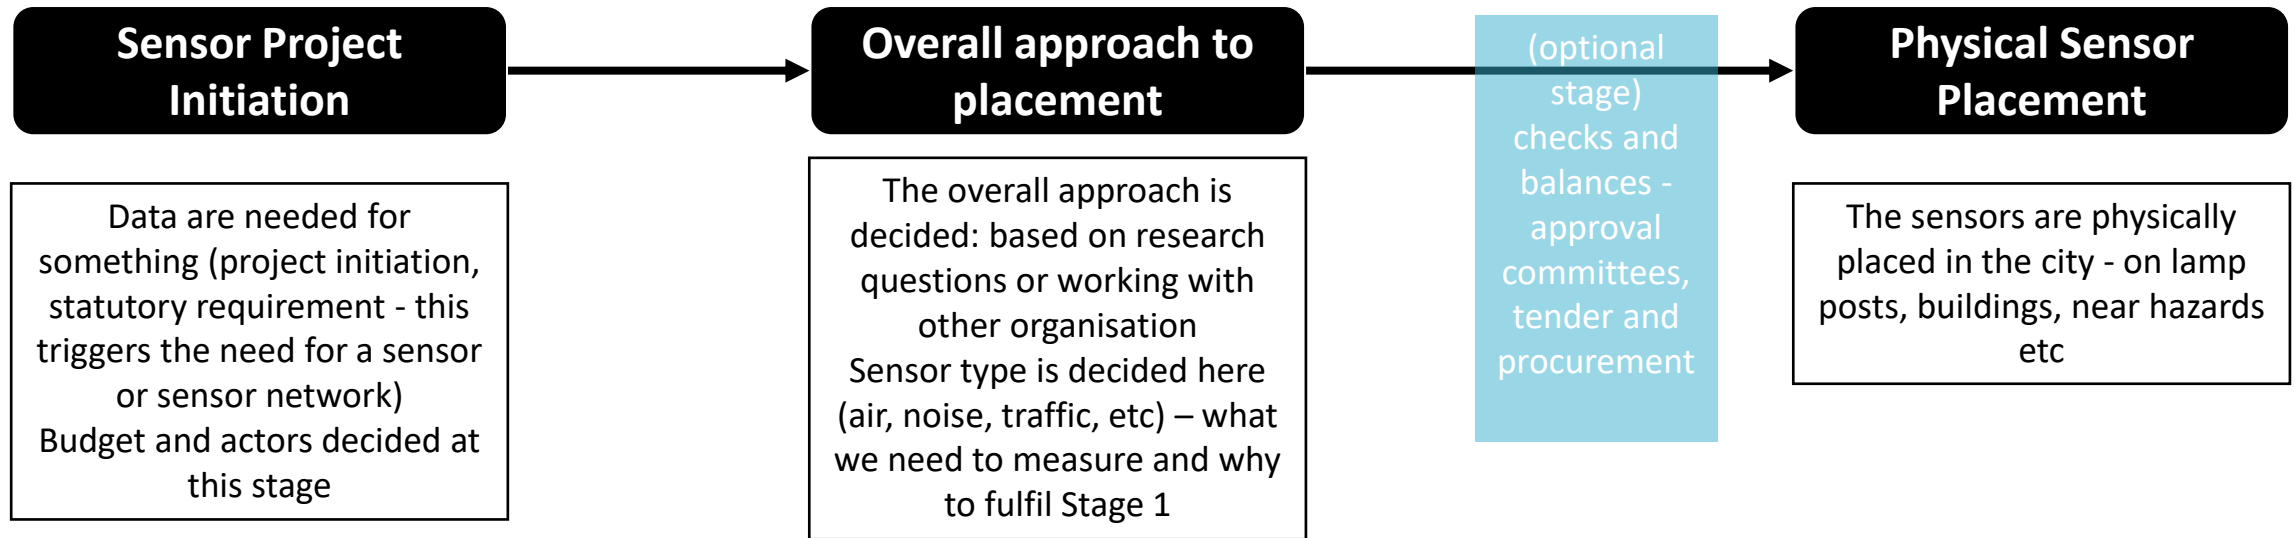 Sensor Project
Initiation
Data are needed for
something (project initiation,
statutory requirement - this
triggers the need for a sensor
or sensor network)
Budget and actors decided at
this stage
Overall approach to
placement
The overall approach is
decided: based on research
questions or working with
other organisation
Sensor type is decided here
(air, noise, traffic, etc) – what
we need to measure and why
to fulfil Stage 1
(optional
stage)
checks and
balances -
approval
committees,
tender and
procurement
Physical Sensor
Placement
The sensors are physically
placed in the city - on lamp
posts, buildings, near hazards
etc